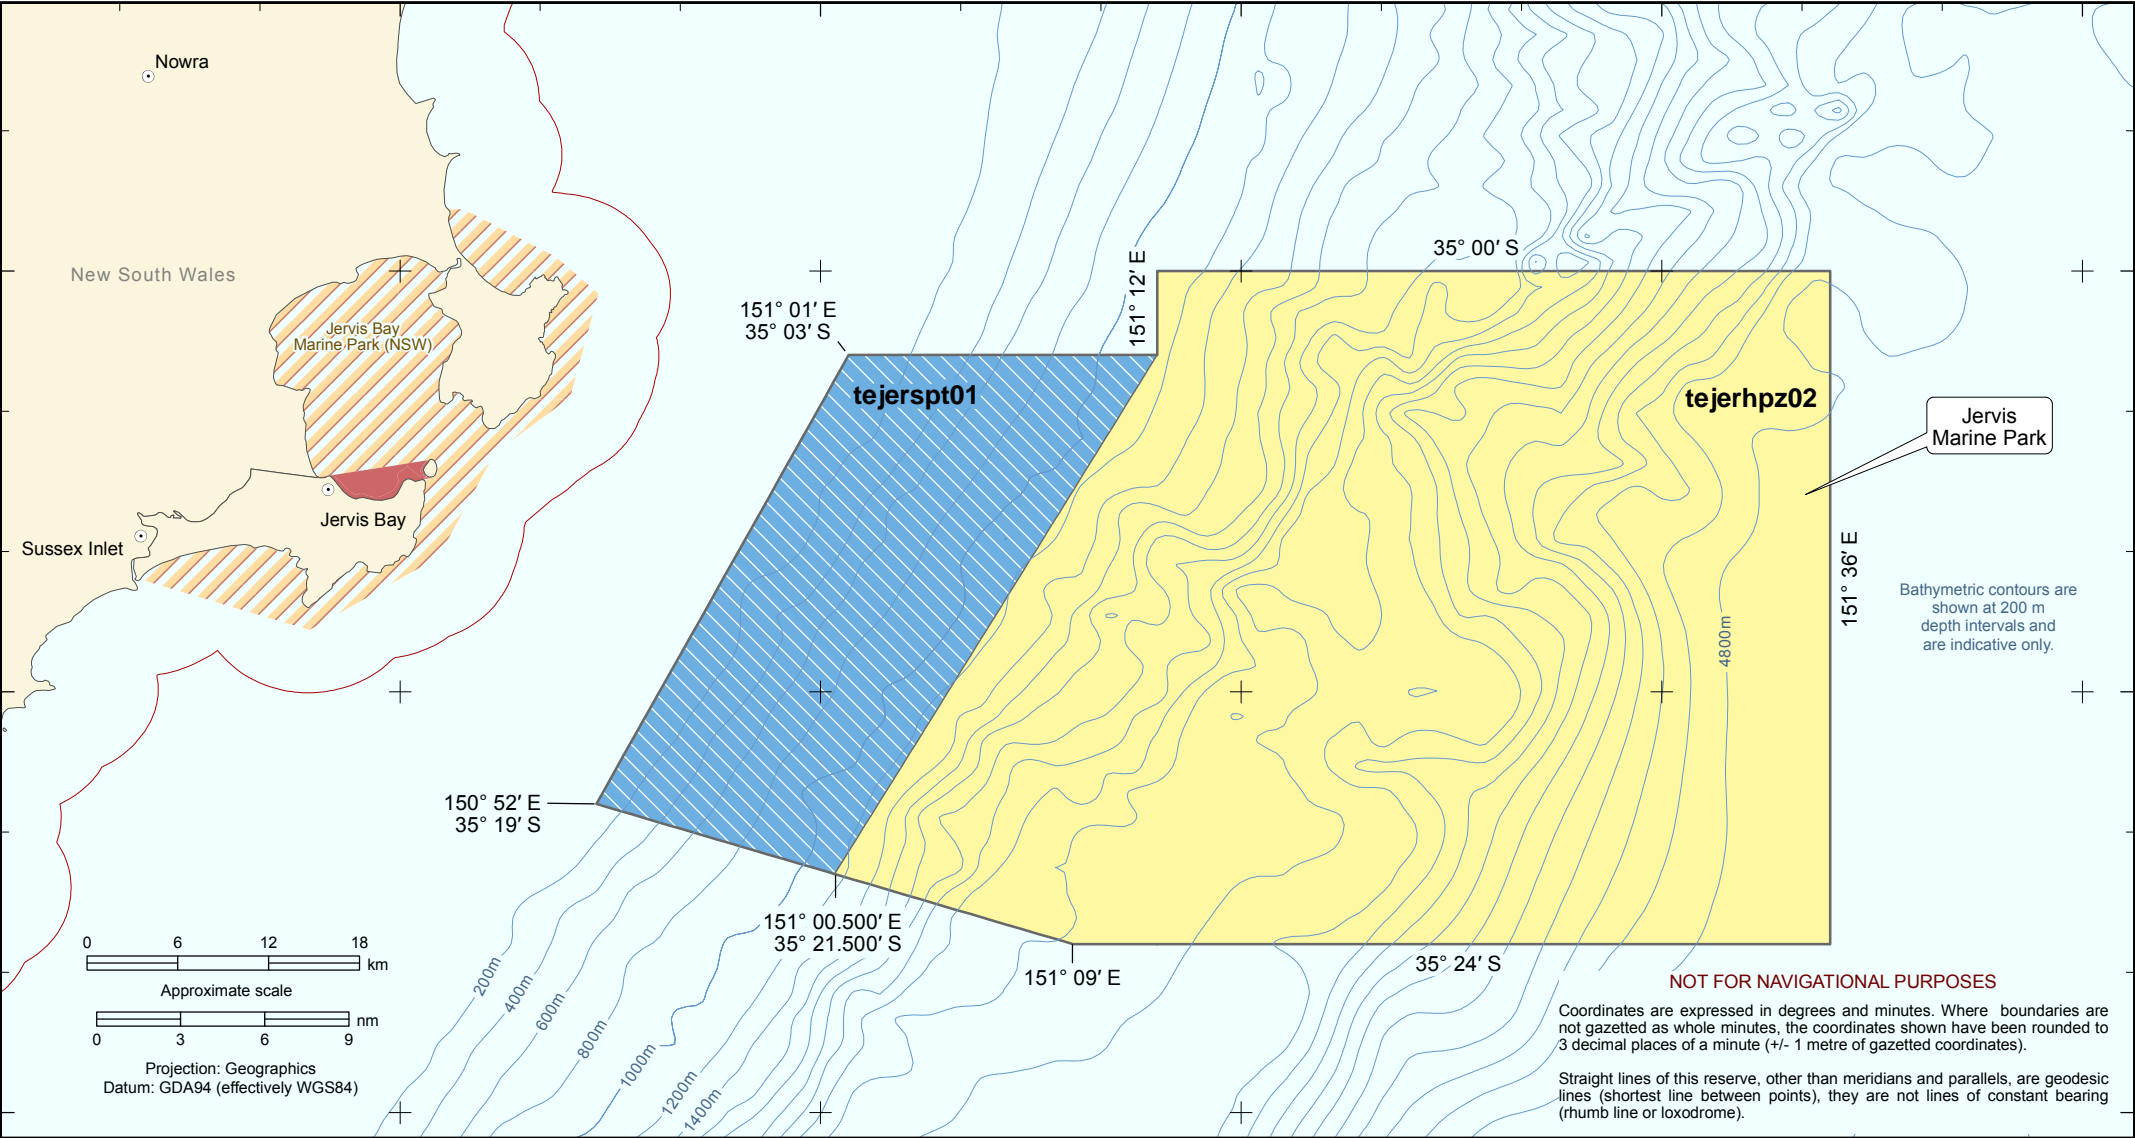 Nowra
New South Wales
Jervis Bay
Marine Park (NSW)
Jervis Bay
Sussex Inlet
151° 01′ E
35° 03′ S
151° 12′ E
35° 00′ S
tejerspt01
tejerhpz02
Jervis
Marine Park
151° 36′ E
Bathymetric contours are
shown at 200 m
depth intervals and
are indicative only.
4800m
150° 52′ E
35° 19′ S
151° 00.500′ E
35° 21.500′ S
151° 09′ E
35° 24′ S
200m
400m
600m
800m
1000m
1200m
1400m
0 6 12 18
km
Approximate scale
nm
0 3 6 9
Projection: Geographics
Datum: GDA94 (effectively WGS84)
NOT FOR NAVIGATIONAL PURPOSES
Coordinates are expressed in degrees and minutes. Where boundaries are
not gazetted as whole minutes, the coordinates shown have been rounded to
3 decimal places of a minute (+/- 1 metre of gazetted coordinates).
Straight lines of this reserve, other than meridians and parallels, are geodesic
lines (shortest line between points), they are not lines of constant bearing
(rhumb line or loxodrome).